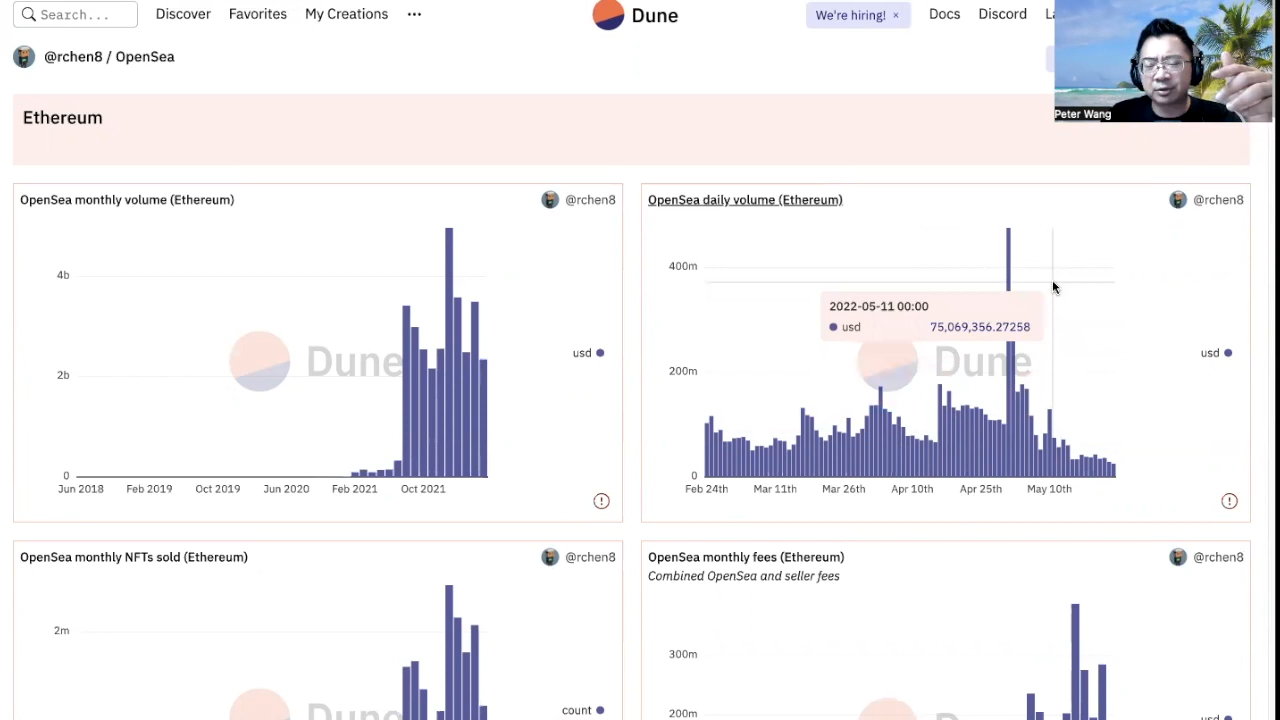 Search...
Discover
Favorites
My Creations
Dune
We're hiring! ×
Docs
Discord
@rchen8 / OpenSea
Peter Wang
Ethereum
OpenSea monthly volume (Ethereum)
@rchen8
4b
2b
0
Dune
usd
Jun 2018
Feb 2019
Oct 2019
Jun 2020
Feb 2021
Oct 2021
OpenSea daily volume (Ethereum)
@rchen8
400m
200m
0
2022-05-11 00:00
usd 75,069,356.27258
Dune
usd
Feb 24th
Mar 11th
Mar 26th
Apr 10th
Apr 25th
May 10th
OpenSea monthly NFTs sold (Ethereum)
@rchen8
2m
Dune
count
OpenSea monthly fees (Ethereum)
@rchen8
Combined OpenSea and seller fees
300m
200m
Dune
usd